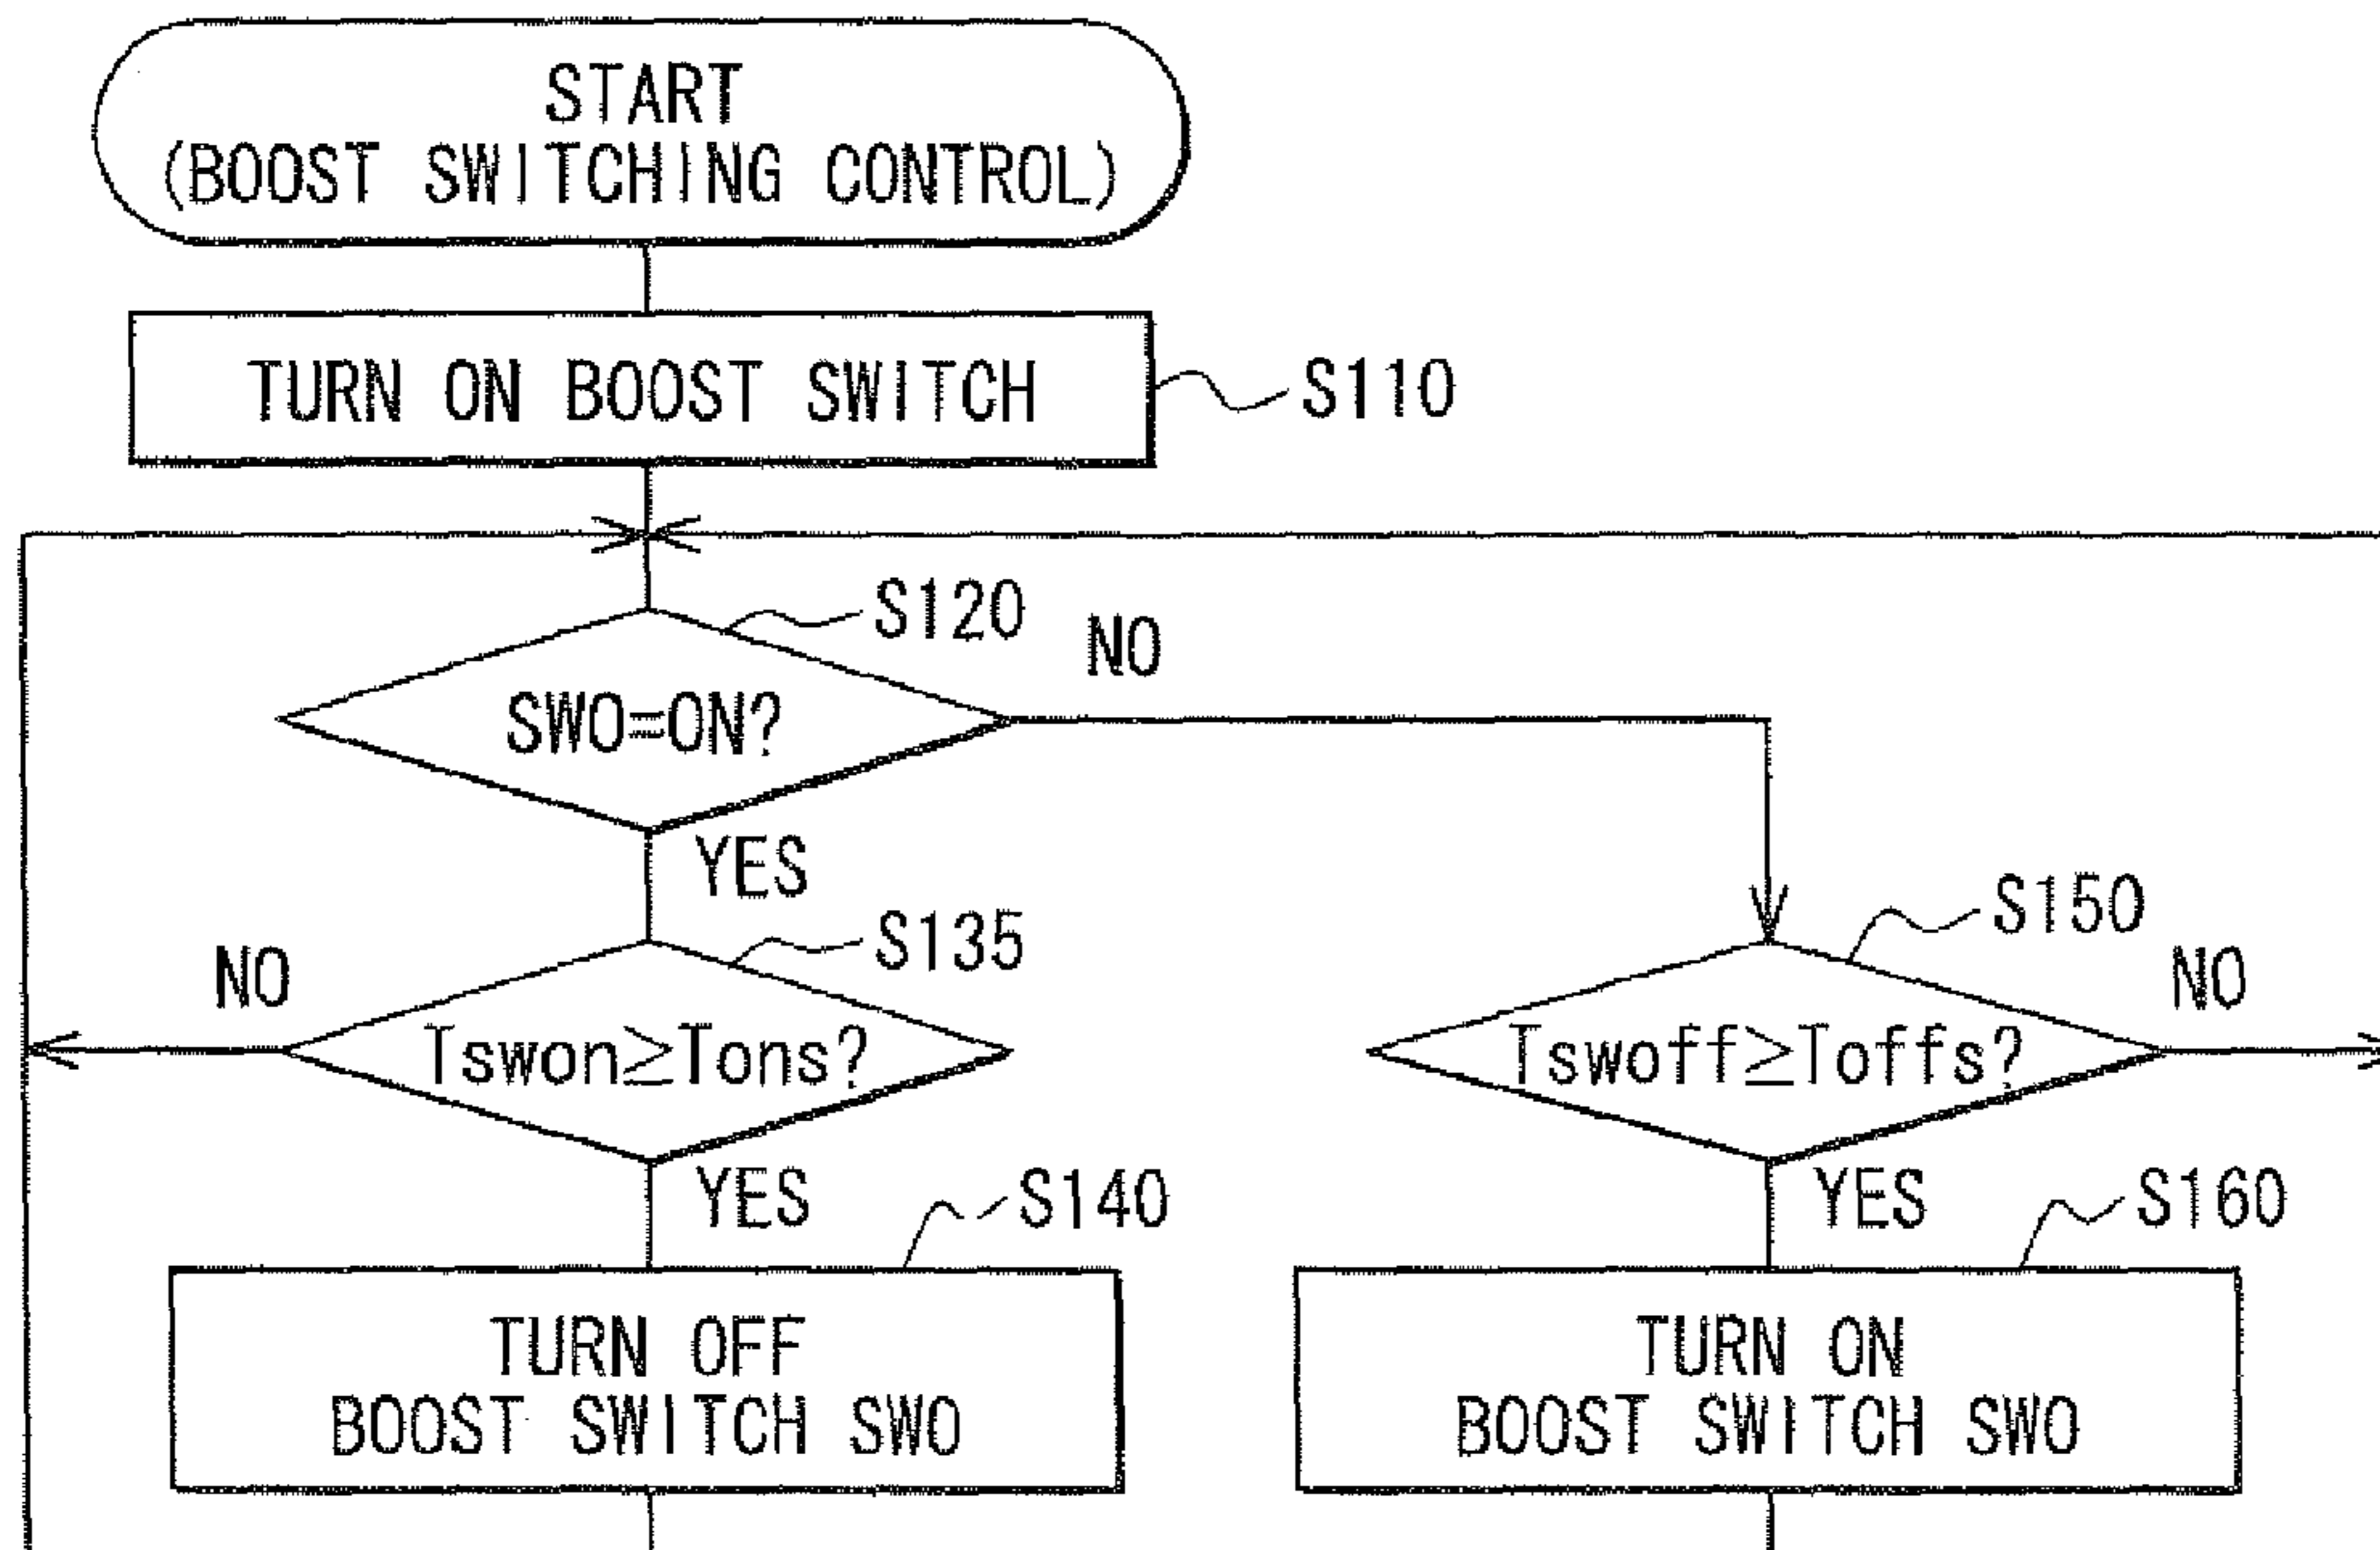 START
(BOOST SWITCHING CONTROL)
TURN ON BOOST SWITCH
S110
S120
NO
SW0=ON?
YES
S135
S150
NO
NO
Tswon≥Tons?
Tswoff≥Toffs?
YES
S140
YES
S160
TURN OFF
BOOST SWITCH SW0
TURN ON
BOOST SWITCH SW0